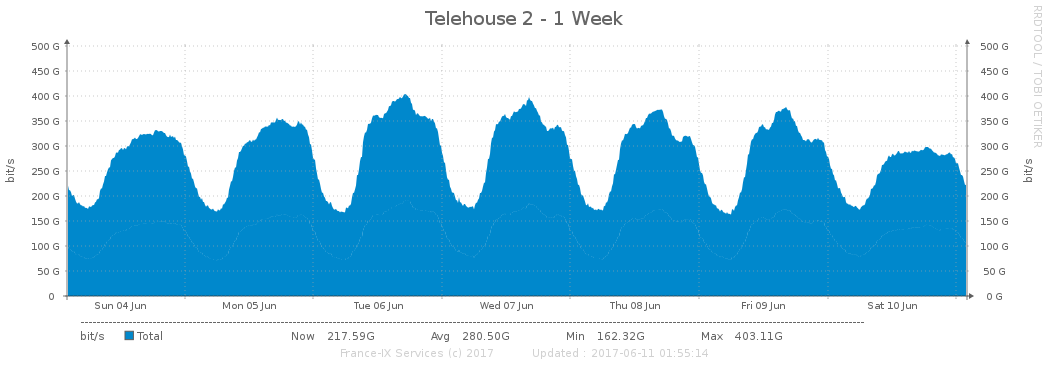 Telehouse 2 - 1 Week
RRDTOOL / TOBI OETIKER
bit/s
500 G 500 G
450 G 450 G
400 G 400 G
350 G 350 G
300 G 300 G
250 G 250 G
200 G 200 G
150 G 150 G
100 G 100 G
50 G 50 G
0 0 G
bit/s
Sun 04 Jun Mon 05 Jun Tue 06 Jun Wed 07 Jun Thu 08 Jun Fri 09 Jun Sat 10 Jun
bit/s Total Now 217.59G Avg 280.50G Min 162.32G Max 403.11G
France-IX Services (c) 2017 Updated : 2017-06-11 01:55:14